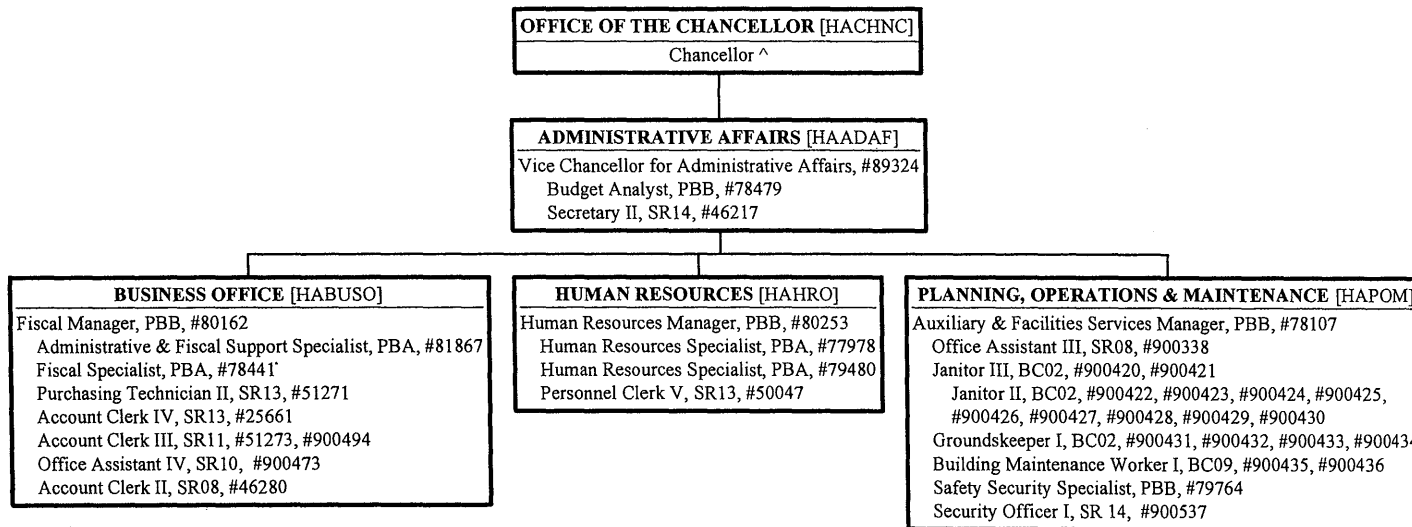 OFFICE OF THE CHANCELLOR [HACHNC]
Chancellor ^
ADMINISTRATIVE AFFAIRS [HAADAF]
Vice Chancellor for Administrative Affairs, #89324
Budget Analyst, PBB, #78479
Secretary II, SR14, #46217
BUSINESS OFFICE [HABUSO]
Fiscal Manager, PBB, #80162
Administrative & Fiscal Support Specialist, PBA, #81867
Fiscal Specialist, PBA, #78441
Purchasing Technician II, SR13, #51271
Account Clerk IV, SR13, #25661
Account Clerk III, SR11, #51273, #900494
Office Assistant IV, SR10, #900473
Account Clerk II, SR08, #46280
HUMAN RESOURCES [HAHRO]
Human Resources Manager, PBB, #80253
Human Resources Specialist, PBA, #77978
Human Resources Specialist, PBA, #79480
Personnel Clerk V, SR13, #50047
PLANNING, OPERATIONS & MAINTENANCE [HAPOM]
Auxiliary & Facilities Services Manager, PBB, #78107
Office Assistant III, SR08, #900338
Janitor III, BC02, #900420, #900421
Janitor II, BC02, #900422, #900423, #900424, #900425,
#900426, #900427, #900428, #900429, #900430
Groundskeeper I, BC02, #900431, #900432, #900433, #900434
Building Maintenance Worker I, BC09, #900435, #900436
Safety Security Specialist, PBB, #79764
Security Officer I, SR 14, #900537